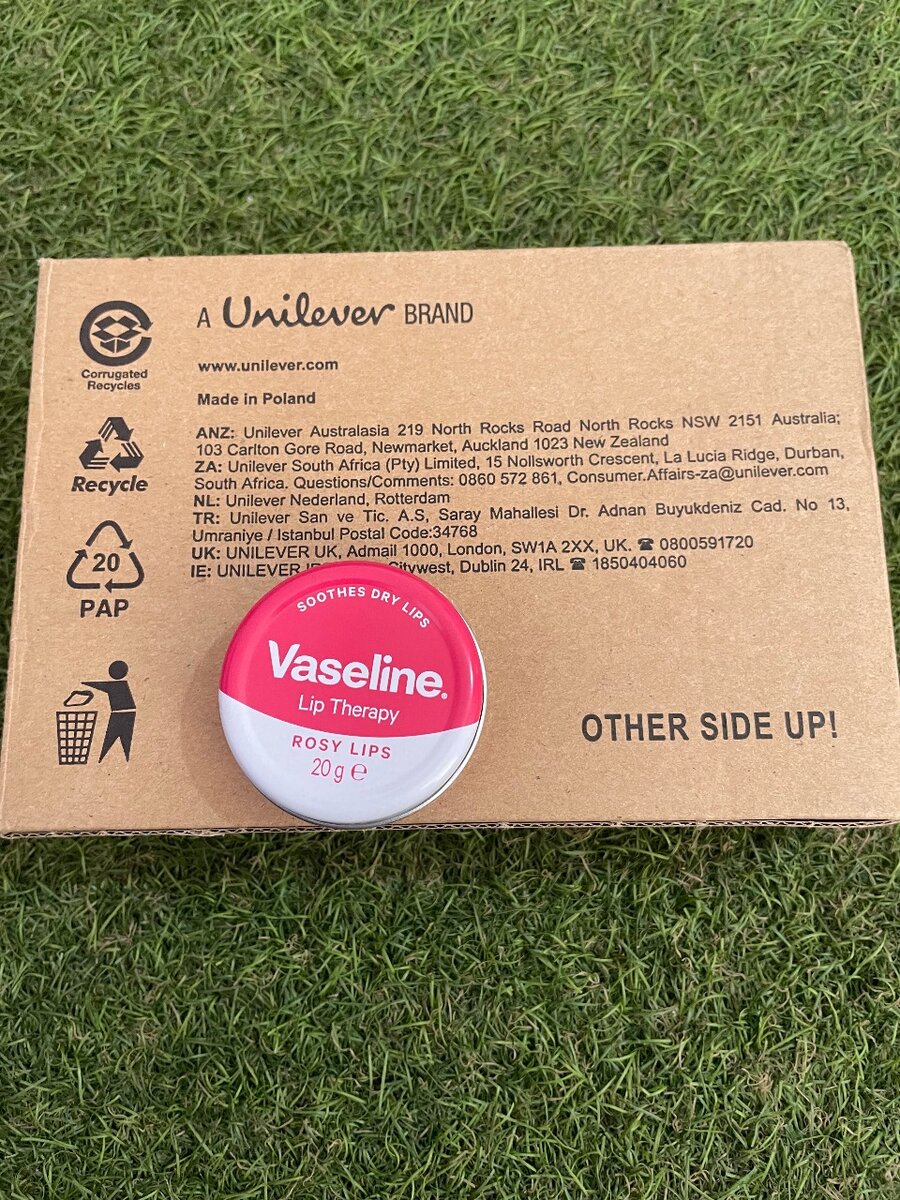 A Unilever BRAND
www.unilever.com
Made in Poland
ANZ: Unilever Australasia 219 North Rocks Road North Rocks NSW 2151 Australia;
103 Carlton Gore Road, Newmarket, Auckland 1023 New Zealand
ZA: Unilever South Africa (Pty) Limited, 15 Nollsworth Crescent, La Lucia Ridge, Durban,
South Africa. Questions/Comments: 0860 572 861, Consumer.Affairs-za@unilever.com
NL: Unilever Nederland, Rotterdam
TR: Unilever San ve Tic. A.S, Saray Mahallesi Dr. Adnan Buyukdeniz Cad. No 13,
Umraniye / Istanbul Postal Code:34768
UK: UNILEVER UK, Admail 1000, London, SW1A 2XX, UK. ☎ 0800591720
IE: UNILEVER Citywest, Dublin 24, IRL ☎ 1850404060
Corrugated
Recycles
Recycle
20
PAP
OTHER SIDE UP!
SOOTHES DRY LIPS
Vaseline®
Lip Therapy
ROSY LIPS
20 g ℮